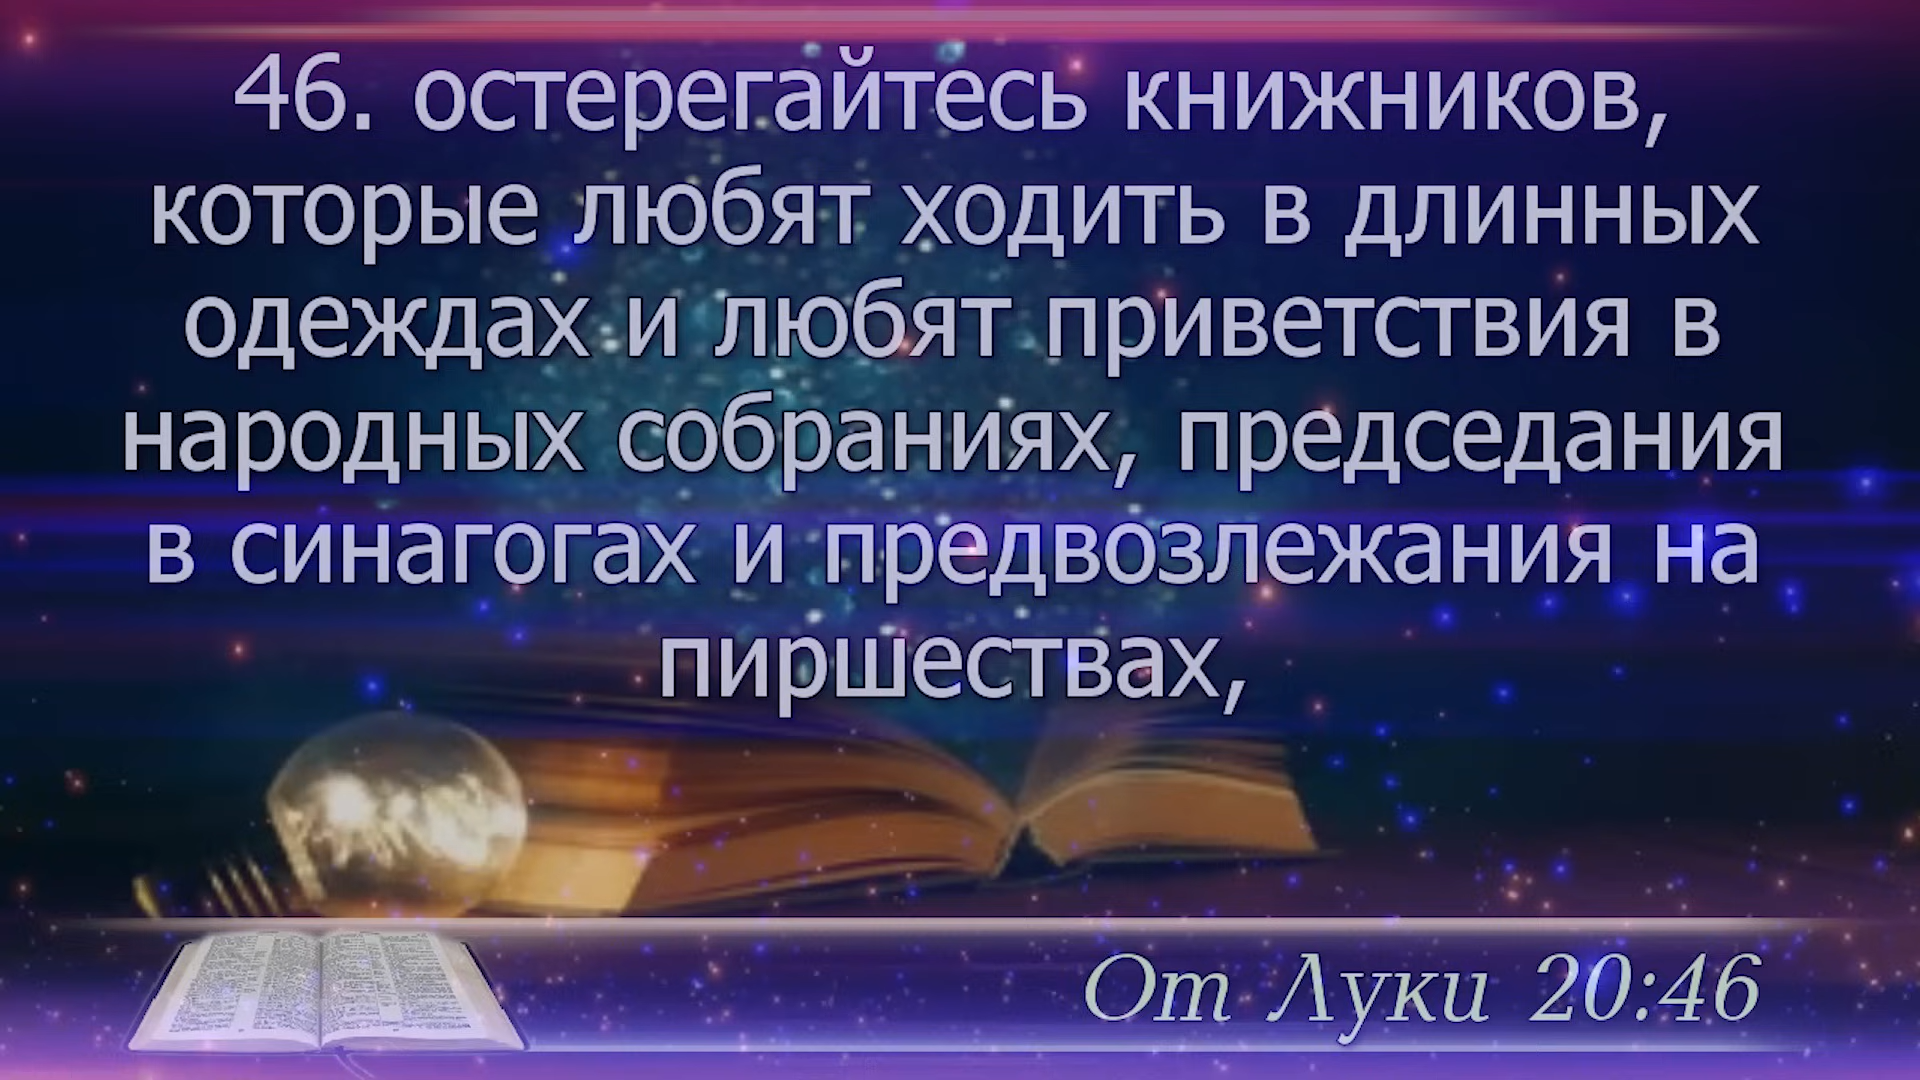 46. остерегайтесь книжников,
которые любят ходить в длинных
одеждах и любят приветствия в
народных собраниях, председания
в синагогах и предвозлежания на
пиршествах,
От Луки 20:46